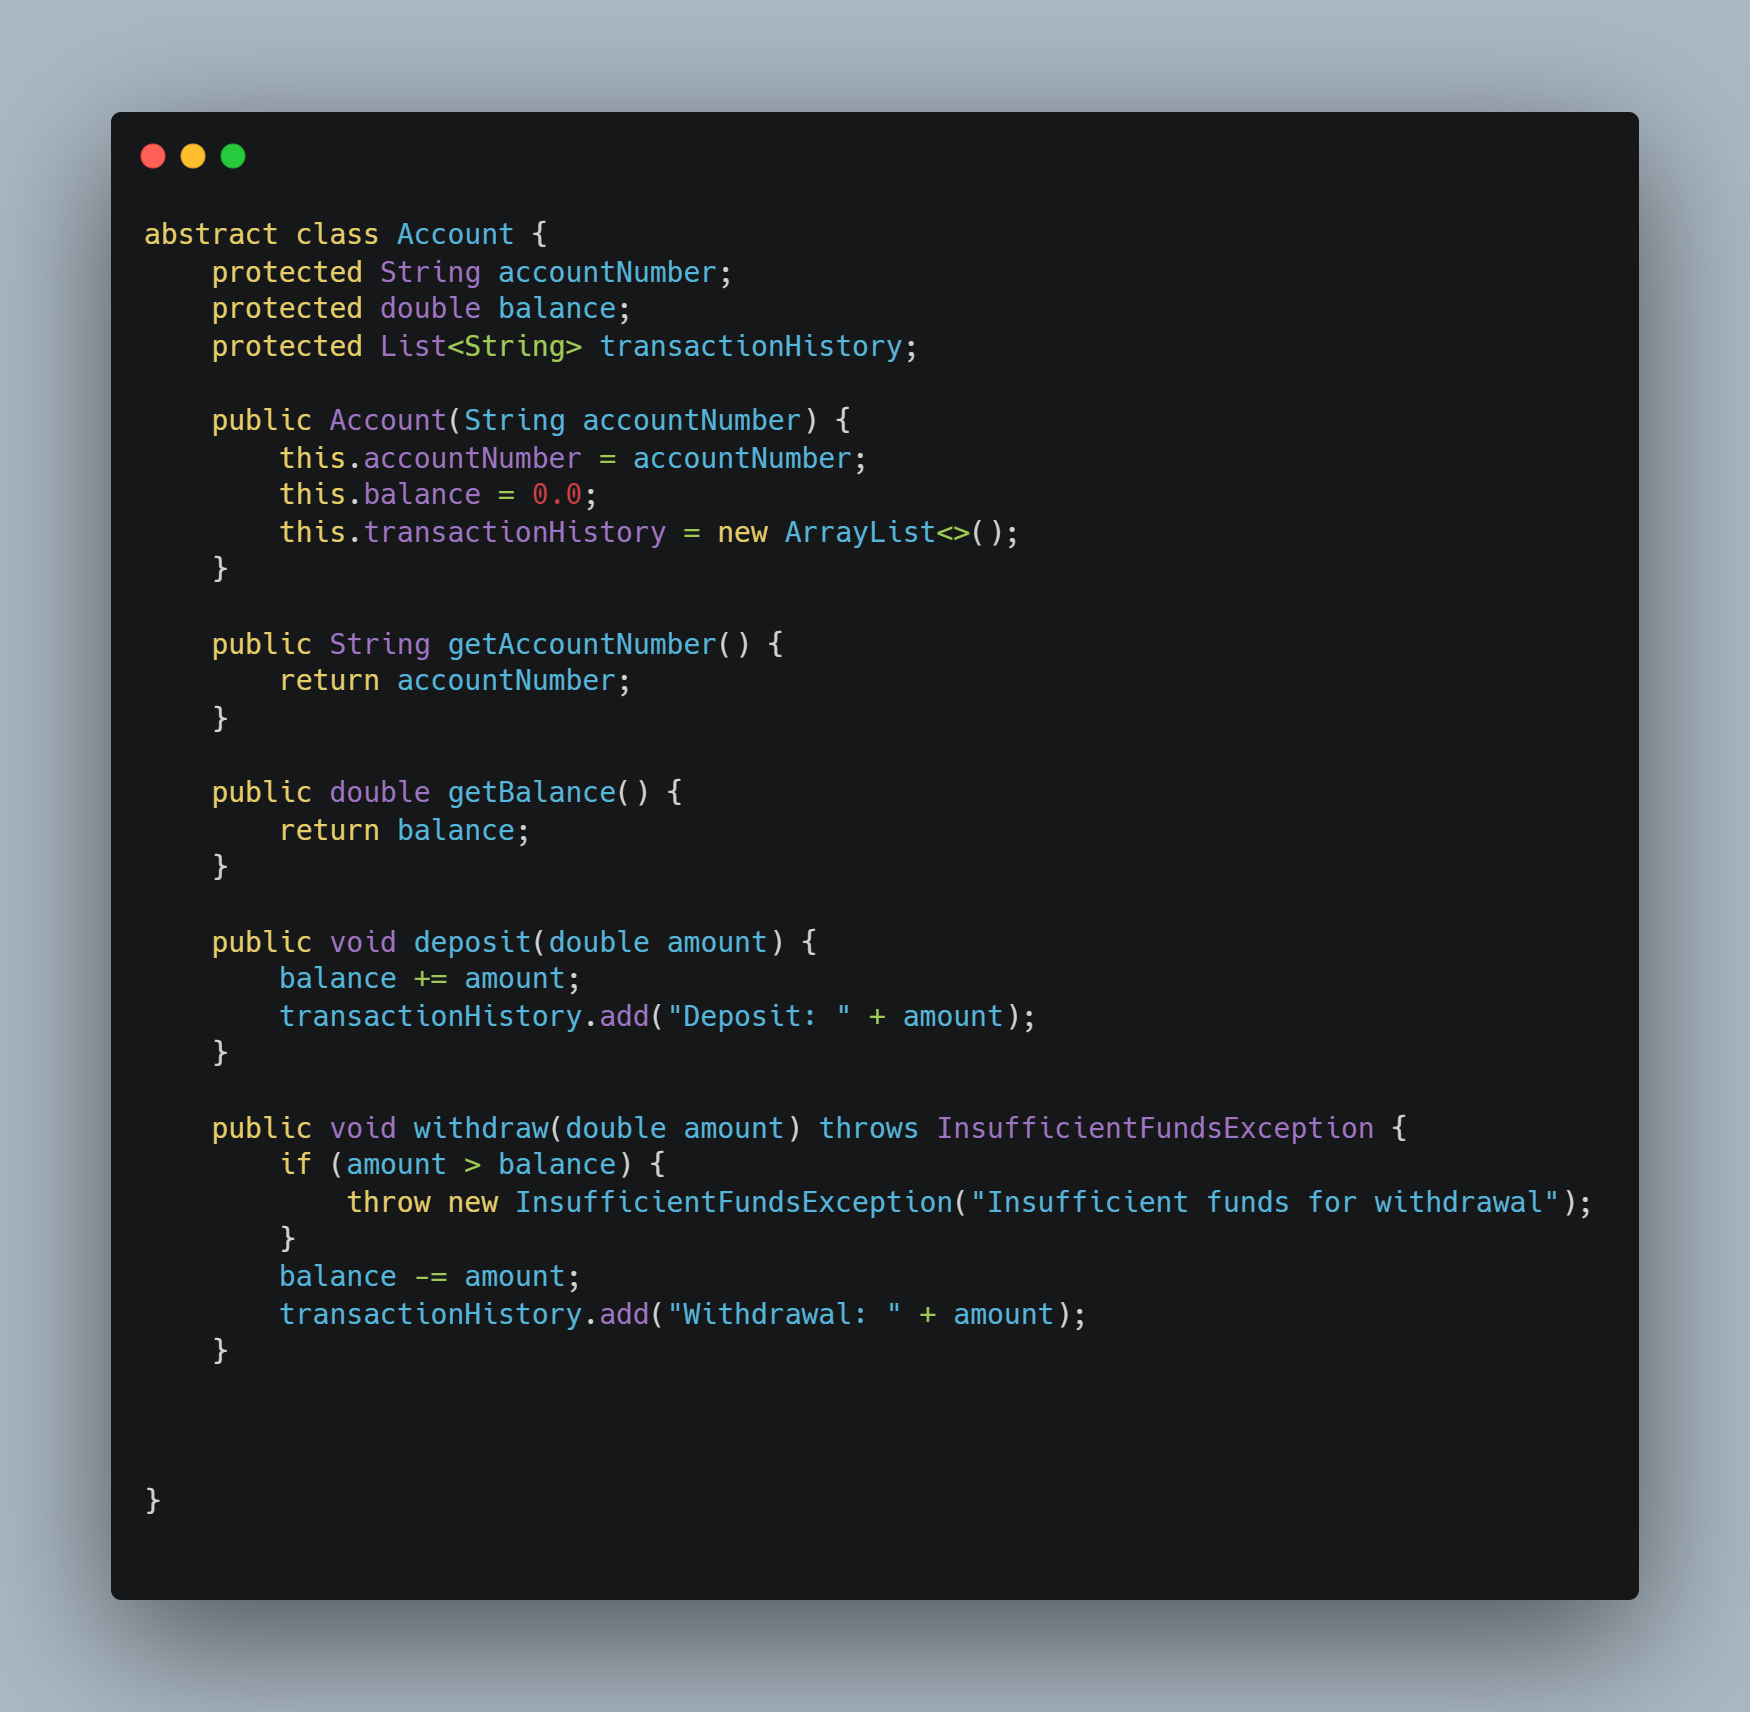 abstract class Account {
    protected String accountNumber;
    protected double balance;
    protected List<String> transactionHistory;

    public Account(String accountNumber) {
        this.accountNumber = accountNumber;
        this.balance = 0.0;
        this.transactionHistory = new ArrayList<>();
    }

    public String getAccountNumber() {
        return accountNumber;
    }

    public double getBalance() {
        return balance;
    }

    public void deposit(double amount) {
        balance += amount;
        transactionHistory.add("Deposit: " + amount);
    }

    public void withdraw(double amount) throws InsufficientFundsException {
        if (amount > balance) {
            throw new InsufficientFundsException("Insufficient funds for withdrawal");
        }
        balance -= amount;
        transactionHistory.add("Withdrawal: " + amount);
    }

}